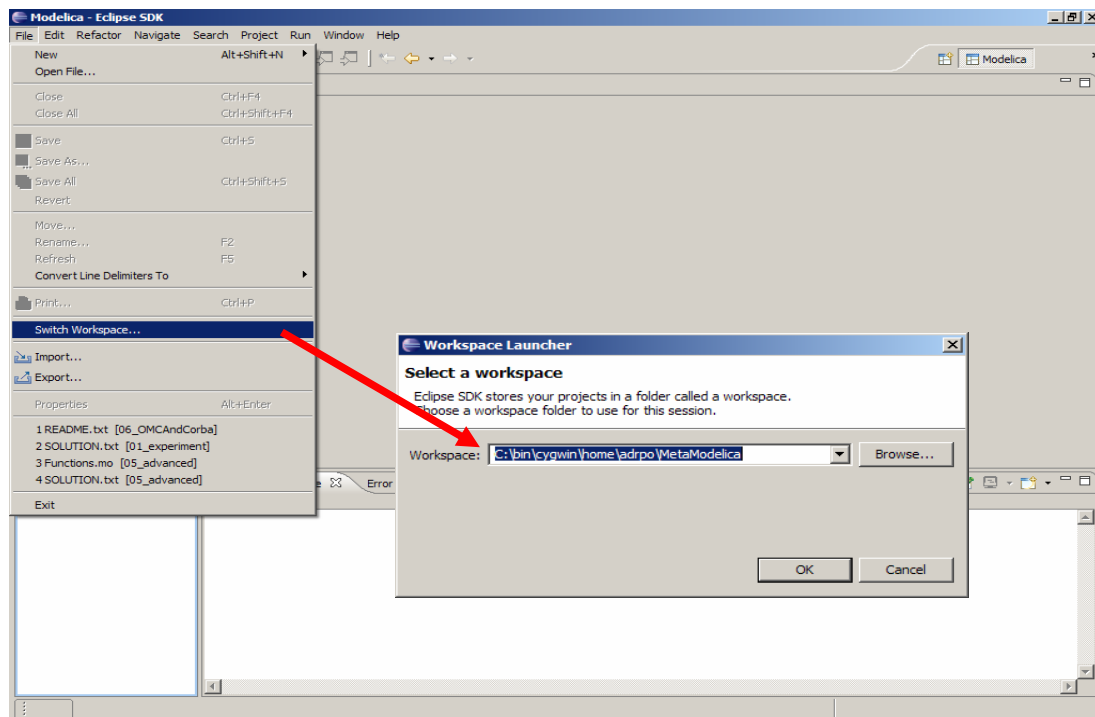 Modelica - Eclipse SDK
File Edit Refactor Navigate Search Project Run Window Help
New Alt+Shift+N
Open File...
Modelica
Close Ctrl+F4
Close All Ctrl+Shift+F4
Save Ctrl+S
Save As...
Save All Ctrl+Shift+S
Revert
Move...
Rename... F2
Refresh F5
Convert Line Delimiters To
Print... Ctrl+P
Switch Workspace...
Import...
Export...
Properties Alt+Enter
1 README.txt [06_OMCAndCorba]
2 SOLUTION.txt [01_experiment]
3 Functions.mo [05_advanced]
4 SOLUTION.txt [05_advanced]
Exit
Workspace Launcher
Select a workspace
Eclipse SDK stores your projects in a folder called a workspace.
Choose a workspace folder to use for this session.
Workspace: C:\bin\cygwin\home\adrpo\MetaModelica Browse...
OK Cancel
Error